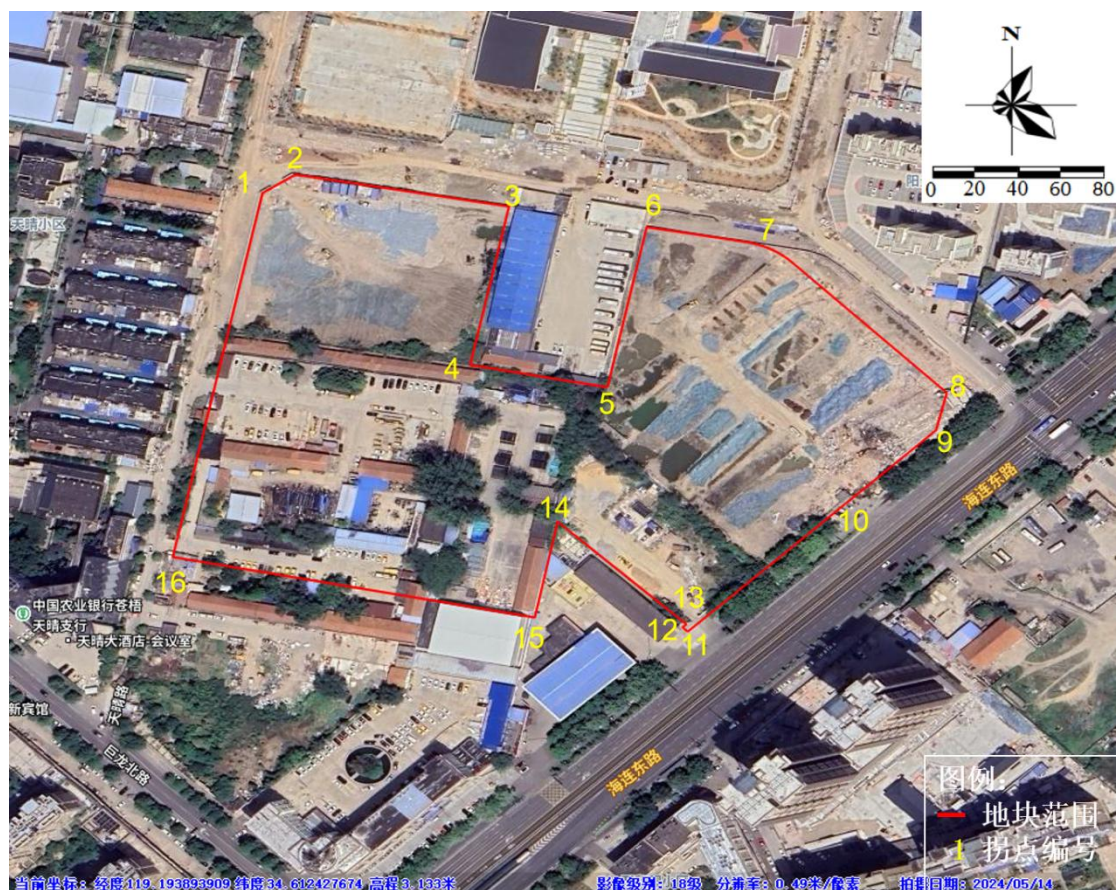 N
0 20 40 60 80
阳
天晴小区
1
2
3
4
5
6
7
8
9
10
11
12
13
14
15
16
海连东路
海连东路
中国农业银行苍梧
天晴支行
天晴大酒店-会议室
新宾馆
天晴路
巨龙北路
图例:
地块范围
1 拐点编号
当前坐标: 经度119.193893909 纬度34.612427674 高程3.133米 影像级别: 18级 分辨率: 0.49米/像素 拍摄日期: 2024/05/14